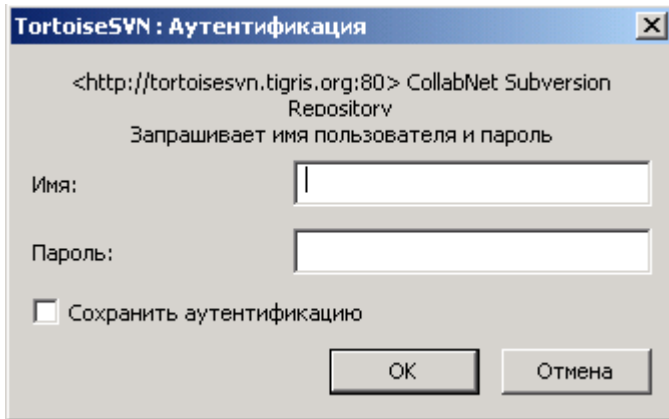 TortoiseSVN : Аутентификация
<http://tortoisesvn.tigris.org:80> CollabNet Subversion
Repository
Запрашивает имя пользователя и пароль
Имя:
Пароль:
Сохранить аутентификацию
OK
Отмена